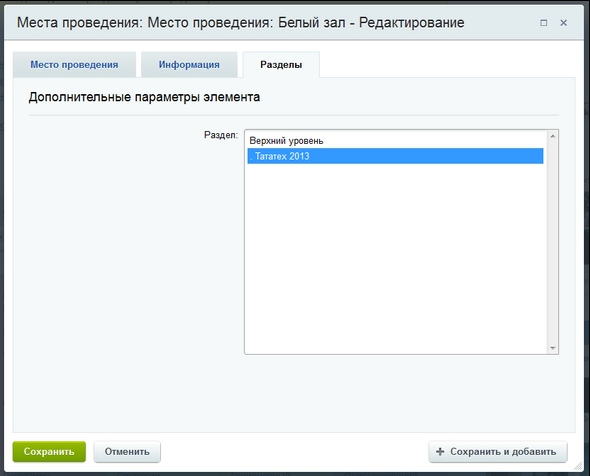 Места проведения: Место проведения: Белый зал - Редактирование
Место проведения
Информация
Разделы
Дополнительные параметры элемента
Раздел:
Верхний уровень
. Tататех 2013
Сохранить
Отменить
Сохранить и добавить